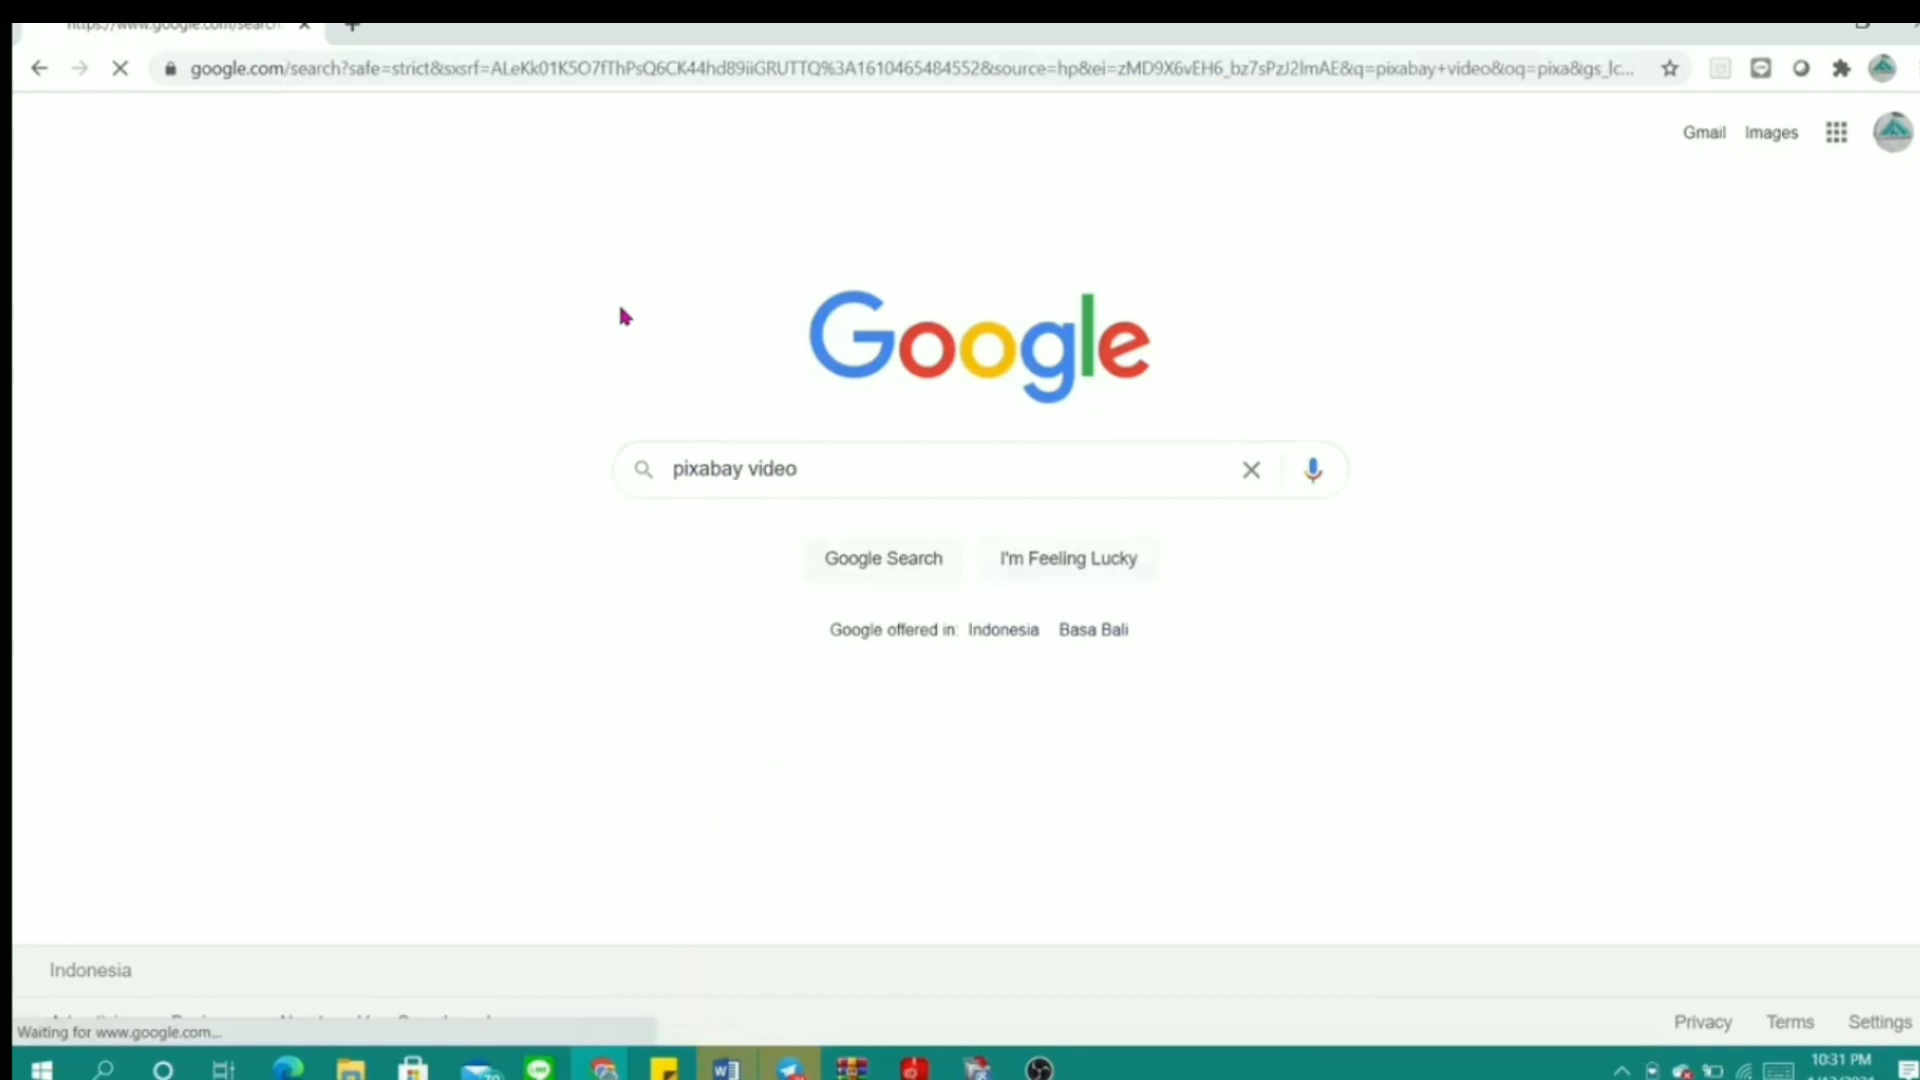 google.com/search?safe=strict&sxsrf=ALeKk01K5O7fThPsQ6CK44hd89iiGRUTTQ%3A1610465484552&source=hp&ei=zMD9X6vEH6_bz7sPzJ2lmAE&q=pixabay+video&oq=pixa&gs_lc...
Gmail Images
Google
pixabay video
Google Search I'm Feeling Lucky
Google offered in: Indonesia Basa Bali
Indonesia
Privacy Terms Settings
Waiting for www.google.com...
10:31 PM